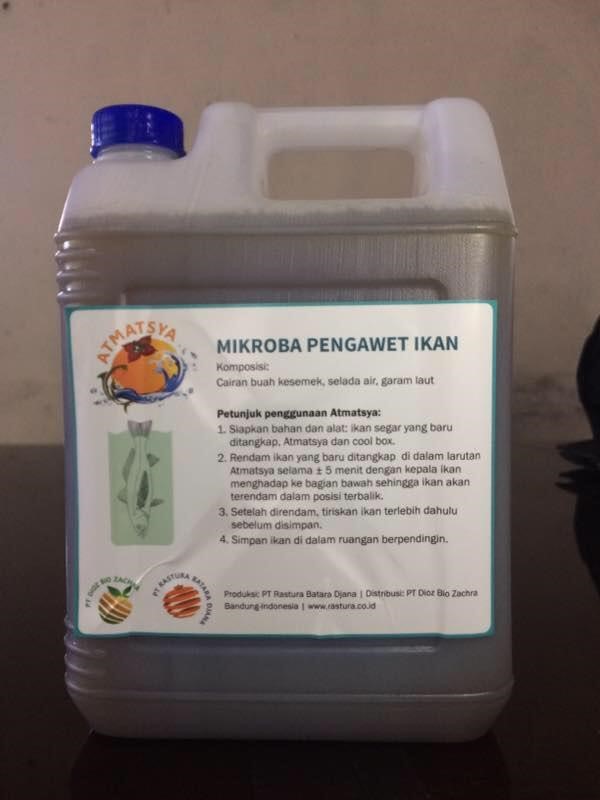 ATMATSYA
MIKROBA PENGAWET IKAN
Komposisi:
Cairan buah kesemek, selada air, garam laut
Petunjuk penggunaan Atmatsya:
1. Siapkan bahan dan alat: ikan segar yang baru
ditangkap, Atmatsya dan cool box.
2. Rendam ikan yang baru ditangkap di dalam larutan
Atmatsya selama ± 5 menit dengan kepala ikan
menghadap ke bagian bawah sehingga ikan akan
terendam dalam posisi terbalik.
3. Setelah direndam, tiriskan ikan terlebih dahulu
sebelum disimpan.
4. Simpan ikan di dalam ruangan berpendingin.
PT DIOZ BIO ZACHRA
PT RASTURA BATARA DJANA
Produksi: PT Rastura Batara Djana | Distribusi: PT Dioz Bio Zachra
Bandung-Indonesia | www.rastura.co.id